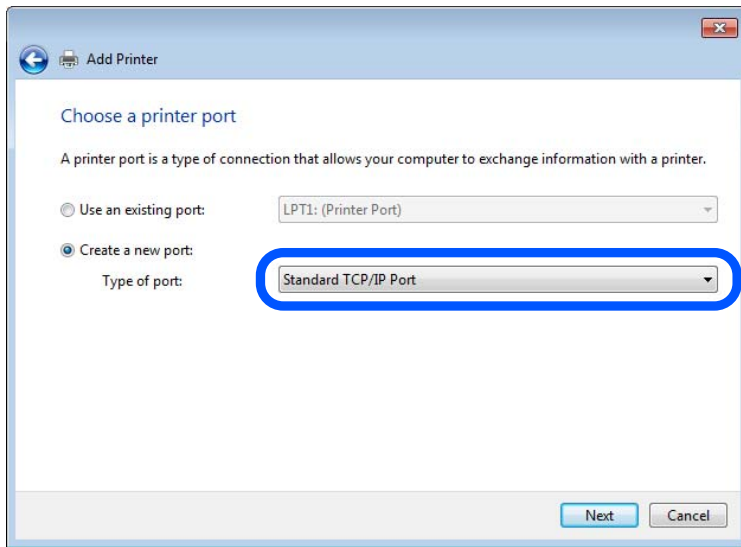 Add Printer
Choose a printer port
A printer port is a type of connection that allows your computer to exchange information with a printer.
Use an existing port: LPT1: (Printer Port)
Create a new port:
Type of port: Standard TCP/IP Port
Next Cancel